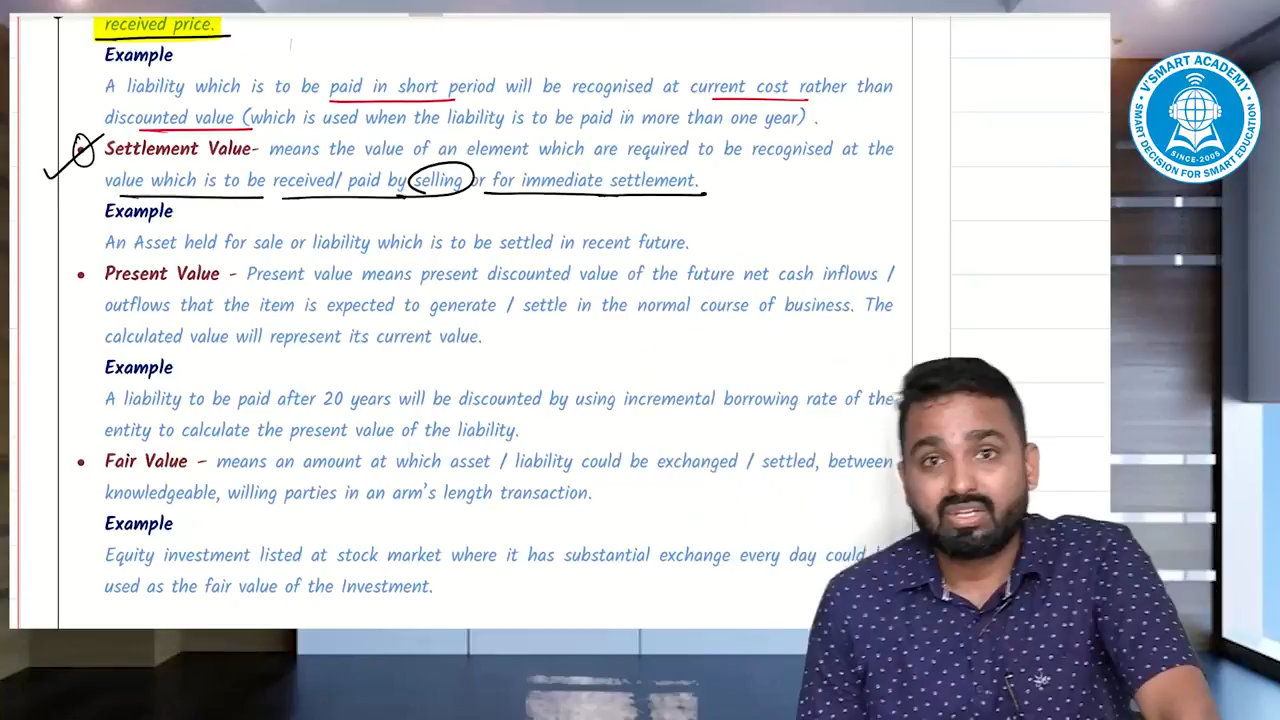 received price.
Example
A liability which is to be paid in short period will be recognised at current cost rather than
discounted value (which is used when the liability is to be paid in more than one year) .
Settlement Value- means the value of an element which are required to be recognised at the
value which is to be received/ paid by selling or for immediate settlement.
Example
An Asset held for sale or liability which is to be settled in recent future.
Present Value - Present value means present discounted value of the future net cash inflows /
outflows that the item is expected to generate / settle in the normal course of business. The
calculated value will represent its current value.
Example
A liability to be paid after 20 years will be discounted by using incremental borrowing rate of the
entity to calculate the present value of the liability.
Fair Value – means an amount at which asset / liability could be exchanged / settled, between
knowledgeable, willing parties in an arm's length transaction.
Example
Equity investment listed at stock market where it has substantial exchange every day could
used as the fair value of the Investment.
V'SMART ACADEMY
SINCE-2005
SMART DECISION FOR SMART EDUCATION